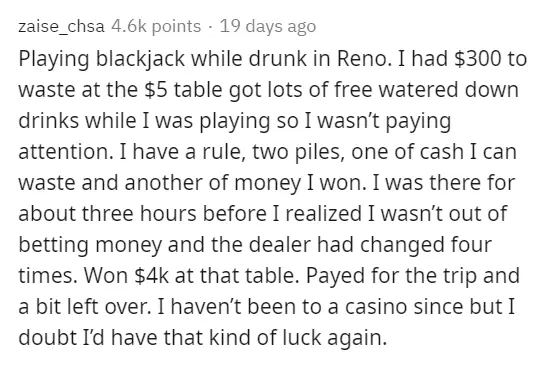 zaise_chsa 4.6k points · 19 days ago
Playing blackjack while drunk in Reno. I had $300 to
waste at the $5 table got lots of free watered down
drinks while I was playing so I wasn't paying
attention. I have a rule, two piles, one of cash I can
waste and another of money I won. I was there for
about three hours before I realized I wasn't out of
betting money and the dealer had changed four
times. Won $4k at that table. Payed for the trip and
a bit left over. I haven't been to a casino since but I
doubt I'd have that kind of luck again.